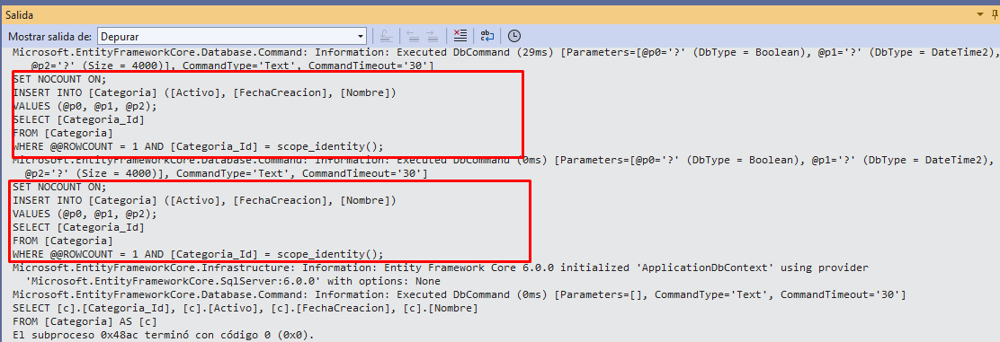 Salida
Mostrar salida de: Depurar
Microsoft.EntityFrameworkCore.Database.Command: Information: Executed DbCommand (29ms) [Parameters=[@p0='?' (DbType = Boolean), @p1='?' (DbType = DateTime2),
@p2='?' (Size = 4000)], CommandType='Text', CommandTimeout='30']
SET NOCOUNT ON;
INSERT INTO [Categoria] ([Activo], [FechaCreacion], [Nombre])
VALUES (@p0, @p1, @p2);
SELECT [Categoria_Id]
FROM [Categoria]
WHERE @@ROWCOUNT = 1 AND [Categoria_Id] = scope_identity();
Microsoft.EntityFrameworkCore.Database.Command: Information: Executed DbCommand (0ms) [Parameters=[@p0='?' (DbType = Boolean), @p1='?' (DbType = DateTime2),
@p2='?' (Size = 4000)], CommandType='Text', CommandTimeout='30']
SET NOCOUNT ON;
INSERT INTO [Categoria] ([Activo], [FechaCreacion], [Nombre])
VALUES (@p0, @p1, @p2);
SELECT [Categoria_Id]
FROM [Categoria]
WHERE @@ROWCOUNT = 1 AND [Categoria_Id] = scope_identity();
Microsoft.EntityFrameworkCore.Infrastructure: Information: Entity Framework Core 6.0.0 initialized 'ApplicationDbContext' using provider
'Microsoft.EntityFrameworkCore.SqlServer:6.0.0' with options: None
Microsoft.EntityFrameworkCore.Database.Command: Information: Executed DbCommand (0ms) [Parameters=[], CommandType='Text', CommandTimeout='30']
SELECT [c].[Categoria_Id], [c].[Activo], [c].[FechaCreacion], [c].[Nombre]
FROM [Categoria] AS [c]
El subproceso 0x48ac terminó con código 0 (0x0).